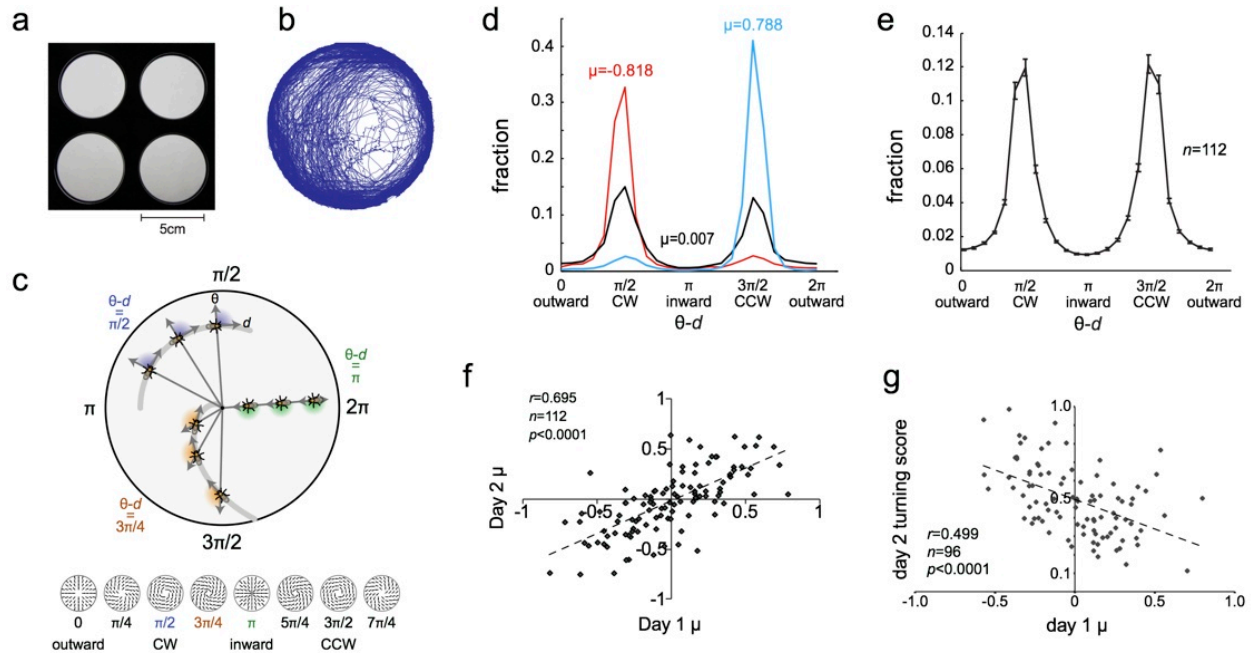 a
5cm
b
c
π/2
θ-d
=
π/2
θ
d
θ-d
=
π
π
2π
θ-d
=
3π/4
3π/2
0 π/4 π/2 3π/4 π 5π/4 3π/2 7π/4
outward CW inward CCW
d
μ=0.788
μ=-0.818
μ=0.007
fraction
0.4
0.3
0.2
0.1
0
0 π/2 π 3π/2 2π
outward CW inward CCW outward
θ-d
e
fraction
0.14
0.12
0.1
0.08
0.06
0.04
0.02
0
n=112
0 π/2 π 3π/2 2π
outward CW inward CCW outward
θ-d
f
r=0.695
n=112
p<0.0001
Day 2 μ
1
0.5
-1 -0.5 0 0.5 1
-0.5
-1
Day 1 μ
g
day 2 turning score
1.0
0.5
0.1
r=0.499
n=96
p<0.0001
-1.0 -0.5 0 0.5 1.0
day 1 μ